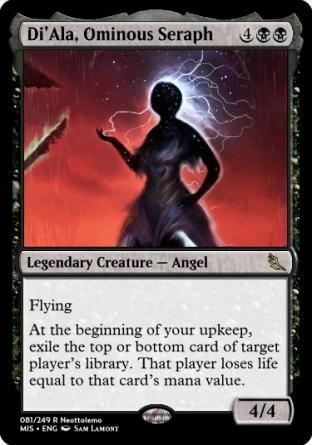 Di'Ala, Ominous Seraph 4
Legendary Creature — Angel
Flying
At the beginning of your upkeep,
exile the top or bottom card of target
player's library. That player loses life
equal to that card's mana value.
081/249 R Neottolemo
MIS • ENG Sam Lamont
4/4